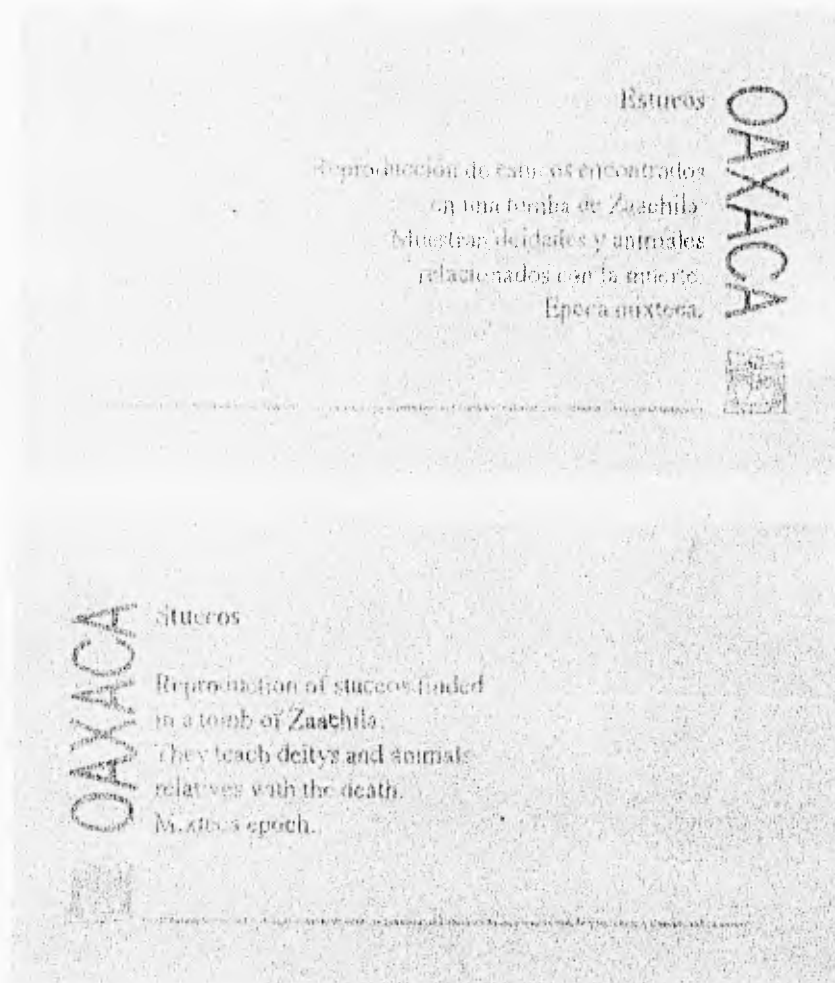 Estucos
OAXACA
Reproducción de estucos encontrados
en una tomba de Zaachila.
Muestran deidades y animales
relacionados con la muerte.
Epoca mixteca.
OAXACA
Stuccos
Reproduction of stuccos finded
in a tomb of Zaachila.
They teach deitys and animals
relatives with the death.
Mixteca epoch.